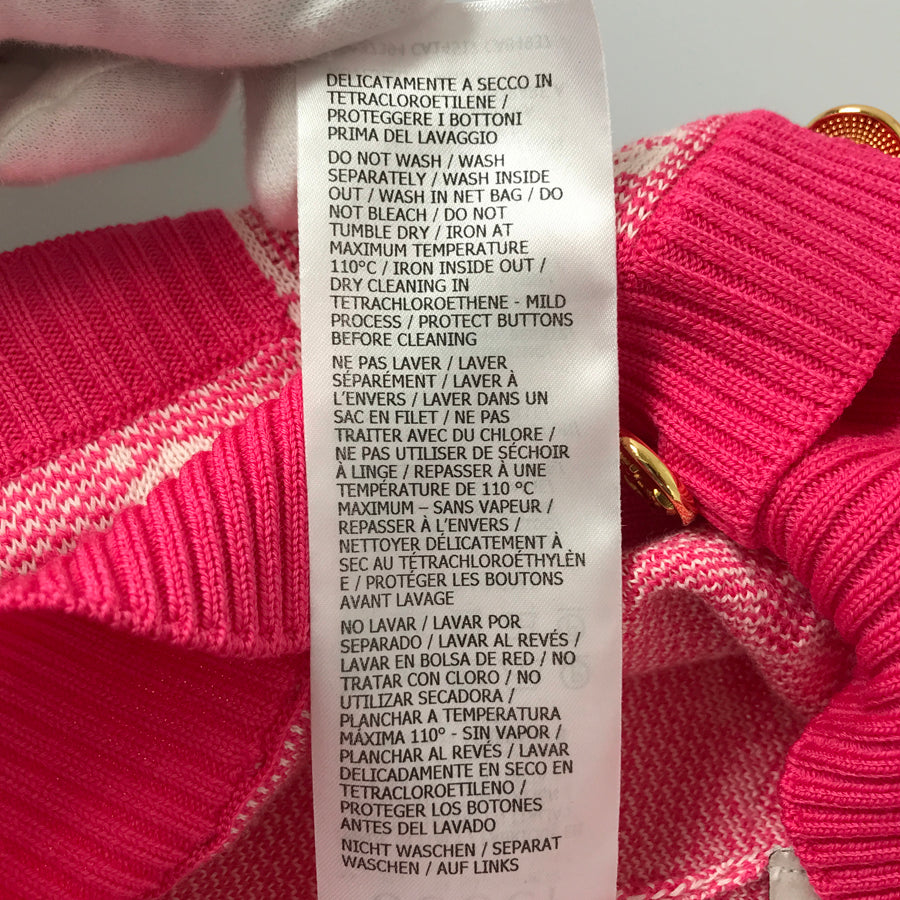 DELICATAMENTE A SECCO IN
TETRACLOROETILENE /
PROTEGGERE I BOTTONI
PRIMA DEL LAVAGGIO
DO NOT WASH / WASH
SEPARATELY / WASH INSIDE
OUT / WASH IN NET BAG / DO
NOT BLEACH / DO NOT
TUMBLE DRY / IRON AT
MAXIMUM TEMPERATURE
110°C / IRON INSIDE OUT /
DRY CLEANING IN
TETRACHLOROETHENE - MILD
PROCESS / PROTECT BUTTONS
BEFORE CLEANING
NE PAS LAVER / LAVER
SÉPARÉMENT / LAVER À
L'ENVERS / LAVER DANS UN
SAC EN FILET / NE PAS
TRAITER AVEC DU CHLORE /
NE PAS UTILISER DE SÉCHOIR
À LINGE / REPASSER À UNE
TEMPÉRATURE DE 110 °C
MAXIMUM – SANS VAPEUR /
REPASSER À L'ENVERS /
NETTOYER DÉLICATEMENT À
SEC AU TÉTRACHLOROÉTHYLÈN
E / PROTÉGER LES BOUTONS
AVANT LAVAGE
NO LAVAR / LAVAR POR
SEPARADO / LAVAR AL REVÉS /
LAVAR EN BOLSA DE RED / NO
TRATAR CON CLORO / NO
UTILIZAR SECADORA /
PLANCHAR A TEMPERATURA
MÁXIMA 110° - SIN VAPOR /
PLANCHAR AL REVÉS / LAVAR
DELICADAMENTE EN SECO EN
TETRACLOROETILENO /
PROTEGER LOS BOTONES
ANTES DEL LAVADO
NICHT WASCHEN / SEPARAT
WASCHEN / AUF LINKS